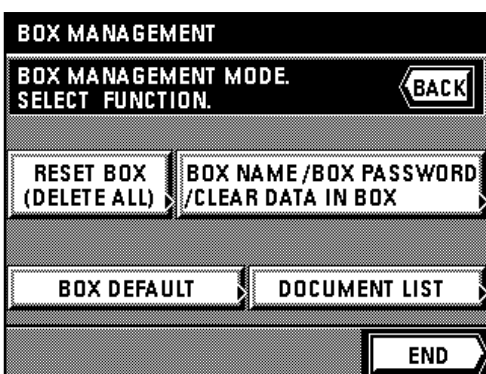 BOX MANAGEMENT
BOX MANAGEMENT MODE.
SELECT FUNCTION.
BACK
RESET BOX
(DELETE ALL)
BOX NAME /BOX PASSWORD
/CLEAR DATA IN BOX
BOX DEFAULT
DOCUMENT LIST
END